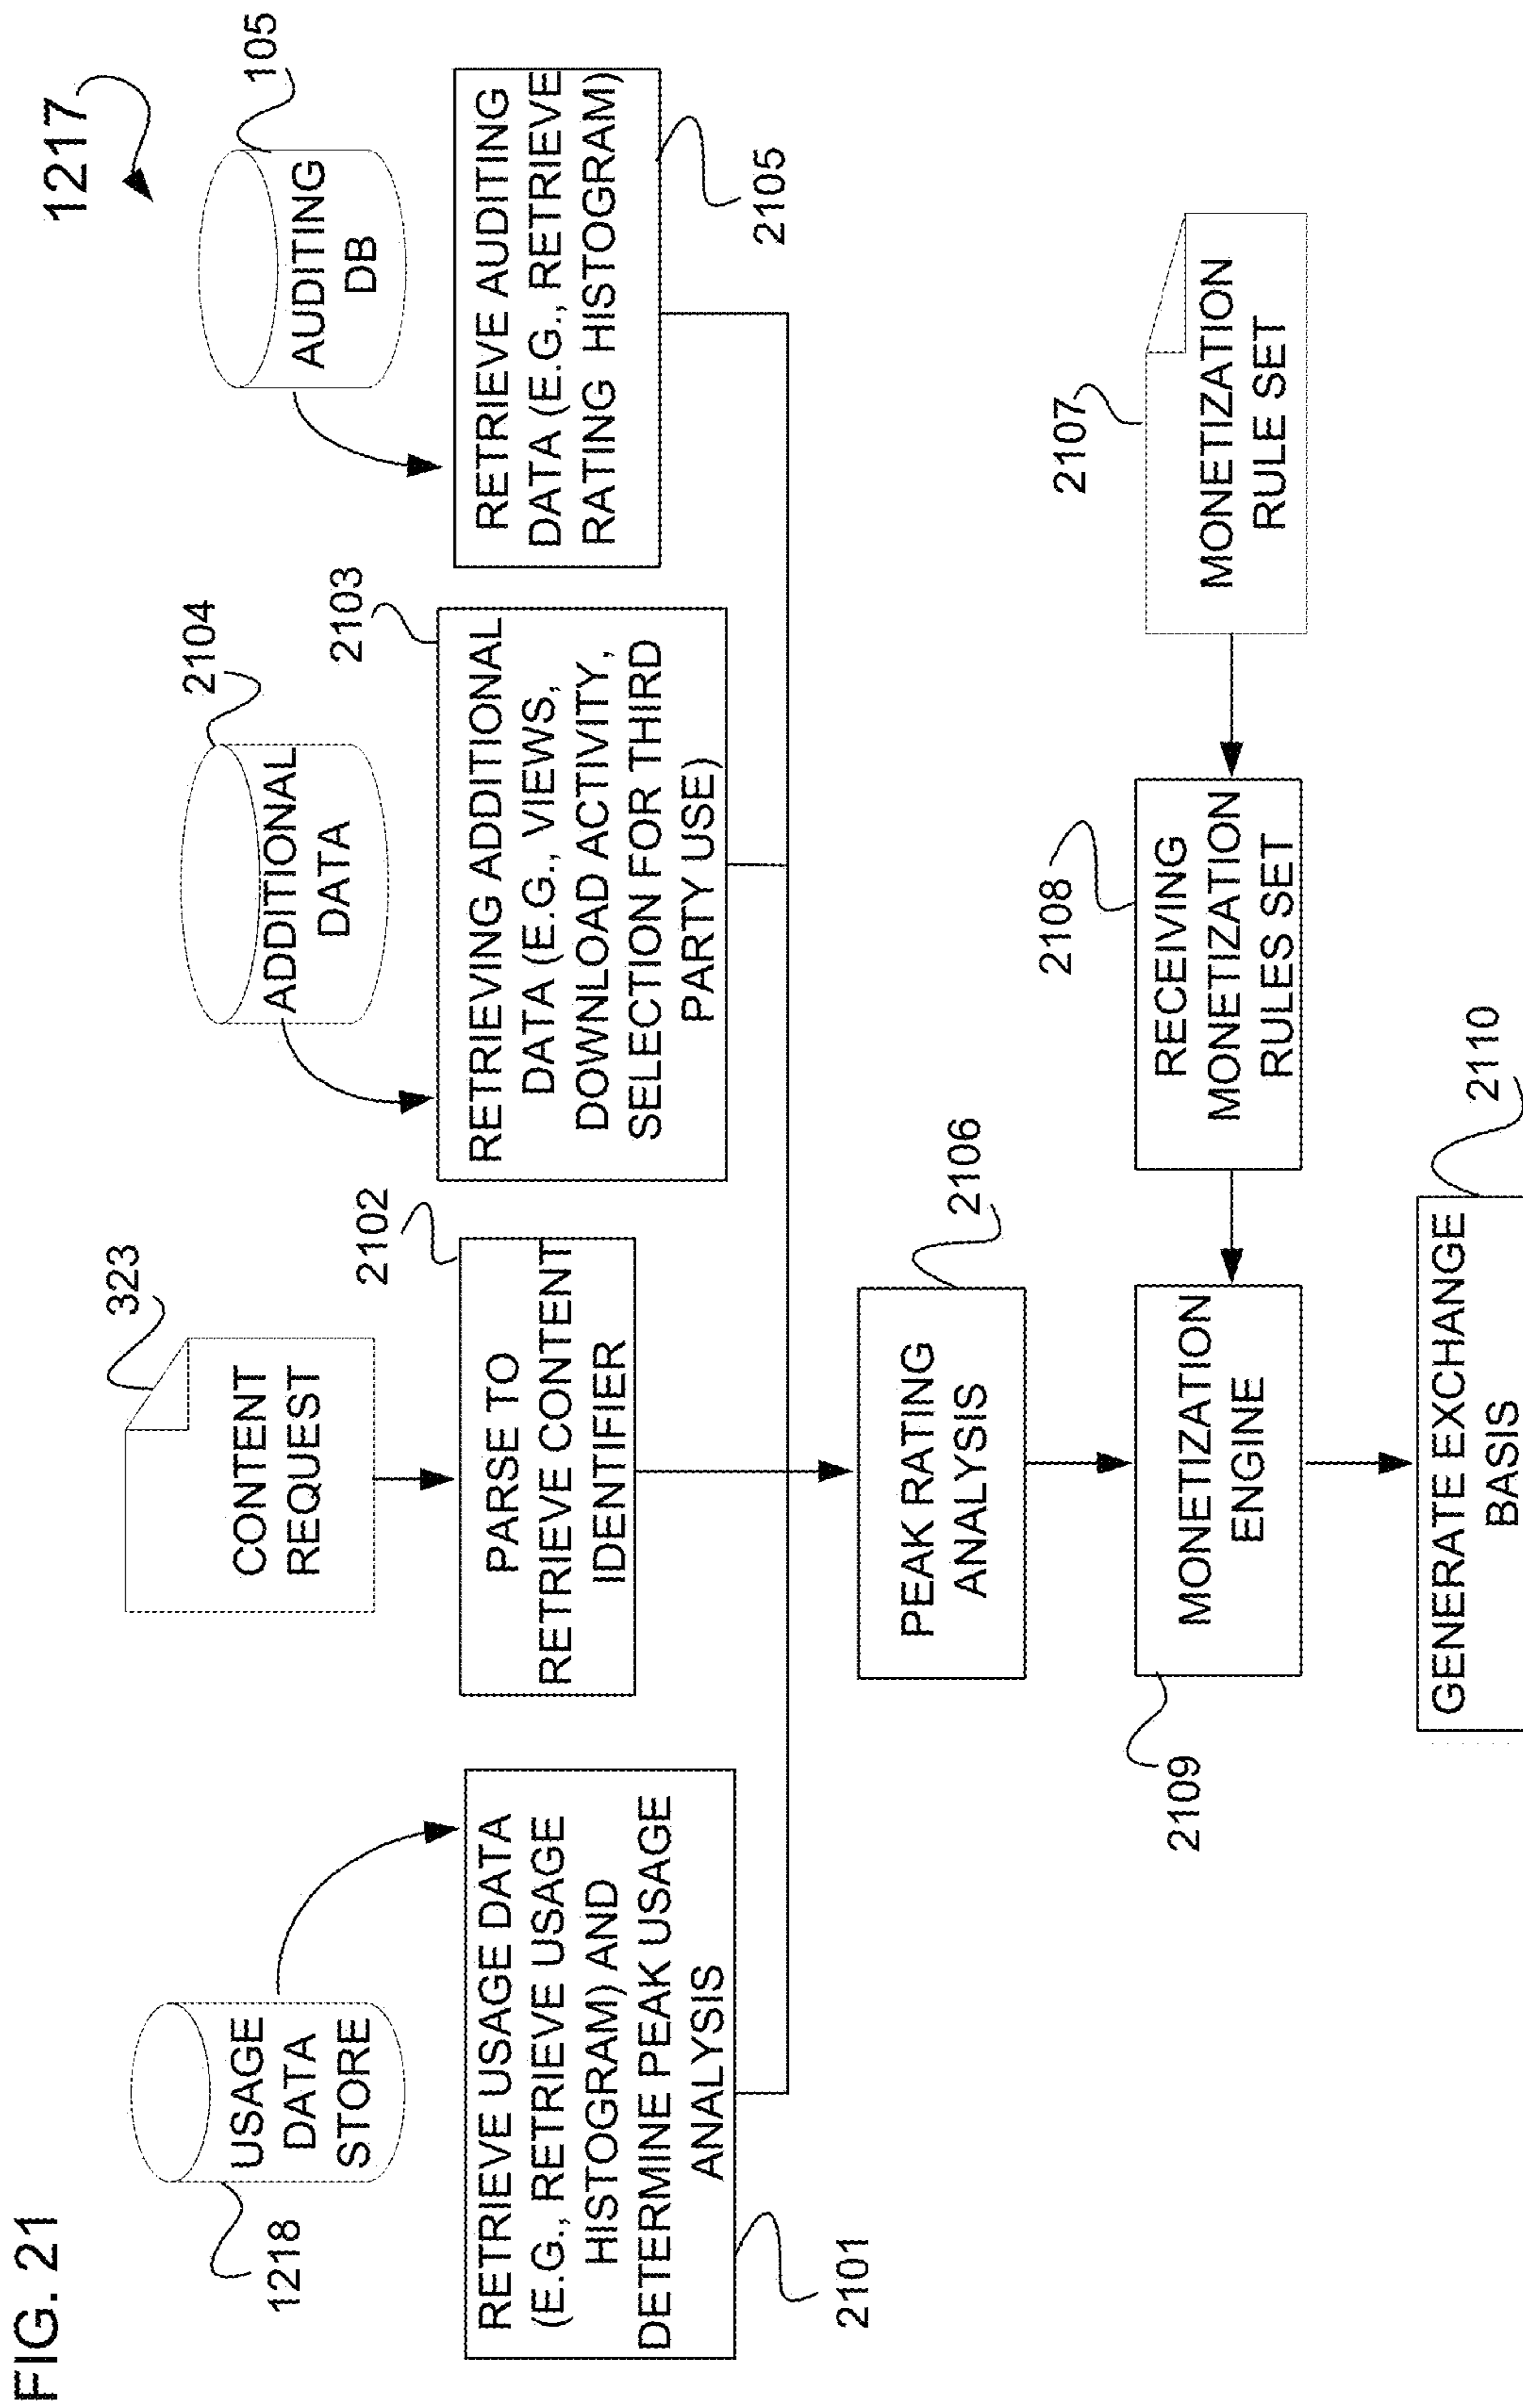 FIG. 21
1217
USAGE
DATA
STORE
1218
CONTENT
REQUEST
323
ADDITIONAL
DATA
2104
AUDITING
DB
105
RETRIEVE USAGE DATA
(E.G., RETRIEVE USAGE
HISTOGRAM) AND
DETERMINE PEAK USAGE
ANALYSIS
2101
PARSE TO
RETRIEVE CONTENT
IDENTIFIER
2102
RETRIEVING ADDITIONAL
DATA (E.G., VIEWS,
DOWNLOAD ACTIVITY,
SELECTION FOR THIRD
PARTY USE)
2103
RETRIEVE AUDITING
DATA (E.G., RETRIEVE
RATING HISTOGRAM)
2105
PEAK RATING
ANALYSIS
2106
MONETIZATION
ENGINE
2109
RECEIVING
MONETIZATION
RULES SET
2108
MONETIZATION
RULE SET
2107
GENERATE EXCHANGE
BASIS
2110